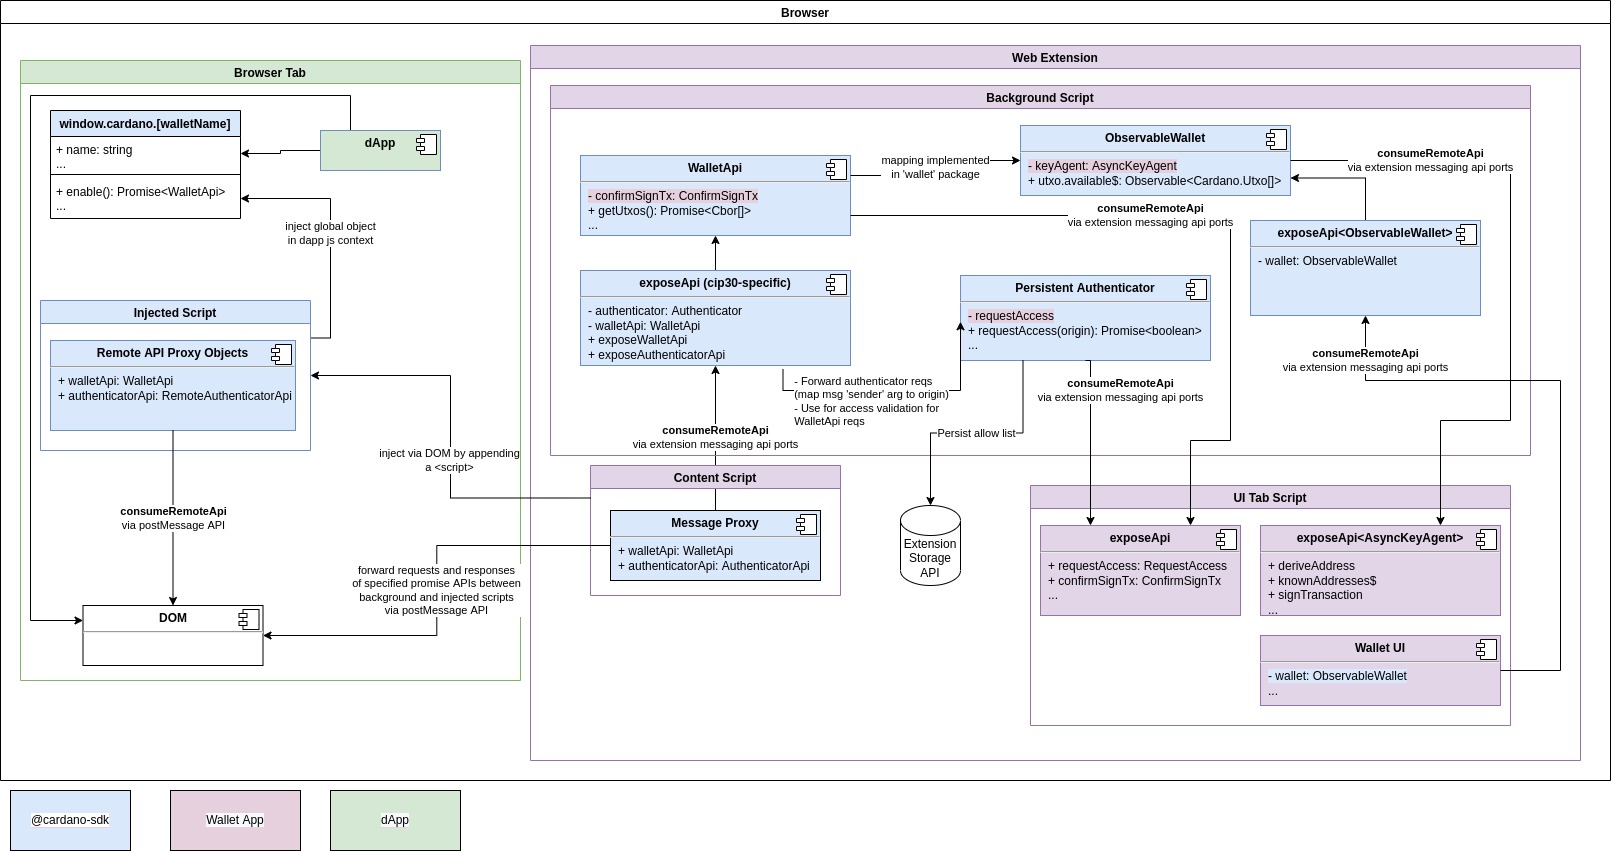 Browser
Browser Tab
window.cardano.[walletName]
+ name: string
...
+ enable(): Promise<WalletApi>
...
dApp
inject global object
in dapp js context
Injected Script
Remote API Proxy Objects
+ walletApi: WalletApi
+ authenticatorApi: RemoteAuthenticatorApi
consumeRemoteApi
via postMessage API
DOM
inject via DOM by appending
a <script>
forward requests and responses
of specified promise APIs between
background and injected scripts
via postMessage API
Web Extension
Background Script
WalletApi
- confirmSignTx: ConfirmSignTx
+ getUtxos(): Promise<Cbor[]>
...
mapping implemented
in 'wallet' package
ObservableWallet
- keyAgent: AsyncKeyAgent
+ utxo.available$: Observable<Cardano.Utxo[]>
consumeRemoteApi
via extension messaging api ports
consumeRemoteApi
via extension messaging api ports
exposeApi<ObservableWallet>
- wallet: ObservableWallet
exposeApi (cip30-specific)
- authenticator: Authenticator
- walletApi: WalletApi
+ exposeWalletApi
+ exposeAuthenticatorApi
Persistent Authenticator
- requestAccess
+ requestAccess(origin): Promise<boolean>
...
- Forward authenticator reqs
(map msg 'sender' arg to origin)
- Use for access validation for
WalletApi reqs
consumeRemoteApi
via extension messaging api ports
consumeRemoteApi
via extension messaging api ports
Persist allow list
consumeRemoteApi
via extension messaging api ports
Content Script
Message Proxy
+ walletApi: WalletApi
+ authenticatorApi: AuthenticatorApi
Extension
Storage
API
UI Tab Script
exposeApi
+ requestAccess: RequestAccess
+ confirmSignTx: ConfirmSignTx
...
exposeApi<AsyncKeyAgent>
+ deriveAddress
+ knownAddresses$
+ signTransaction
...
Wallet UI
- wallet: ObservableWallet
...
@cardano-sdk
Wallet App
dApp